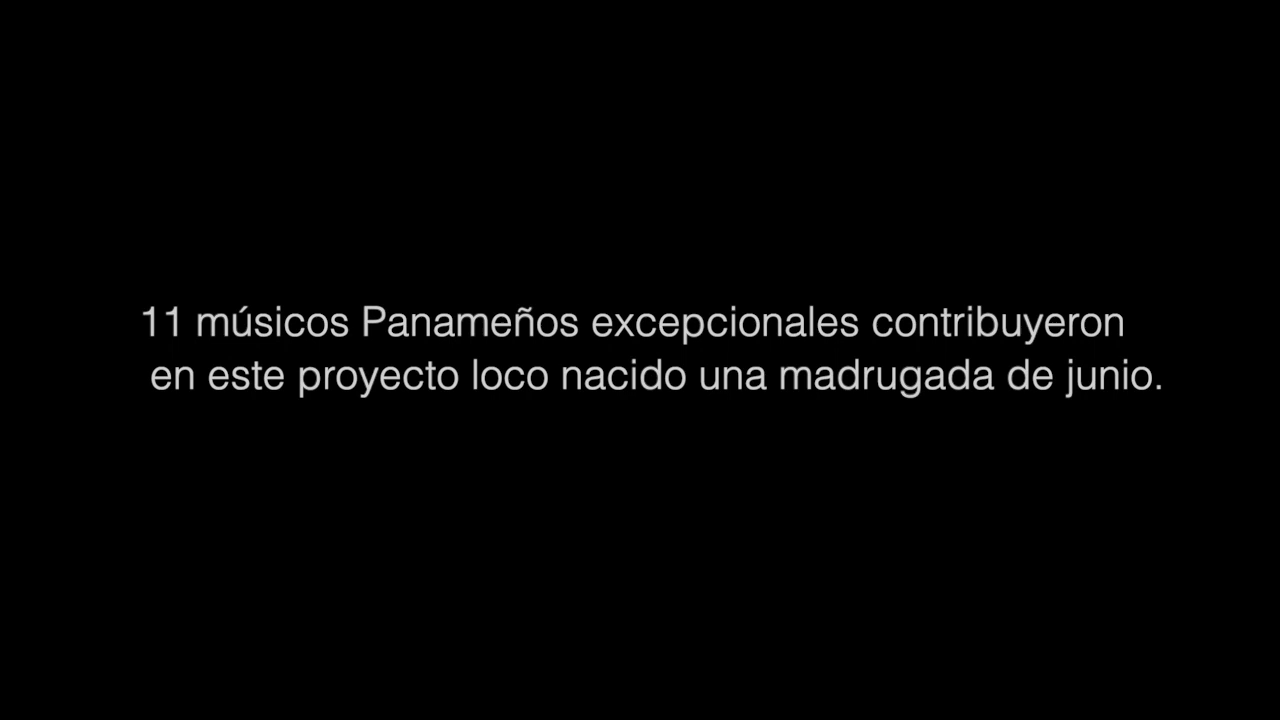 11 músicos Panameños excepcionales contribuyeron
en este proyecto loco nacido una madrugada de junio.